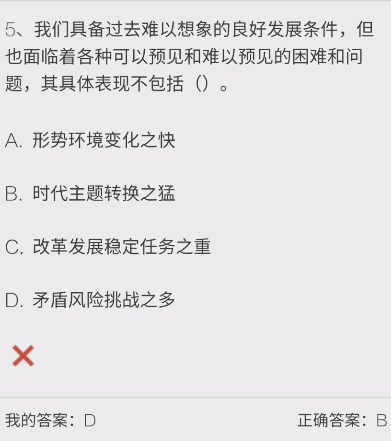 5、我们具备过去难以想象的良好发展条件，但
也面临着各种可以预见和难以预见的困难和问
题，其具体表现不包括（）。
A. 形势环境变化之快
B. 时代主题转换之猛
C. 改革发展稳定任务之重
D. 矛盾风险挑战之多
我的答案：D 正确答案：B